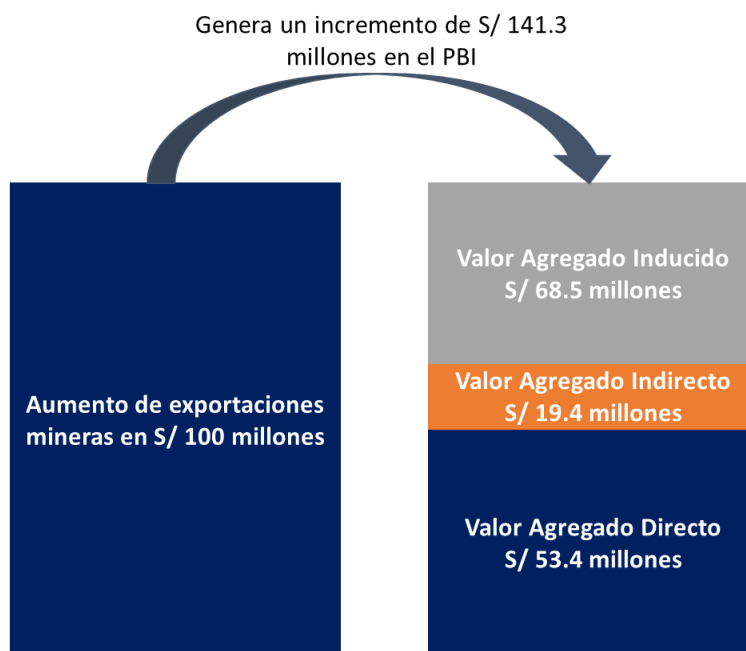 Genera un incremento de S/ 141.3
millones en el PBI
Aumento de exportaciones
mineras en S/ 100 millones
Valor Agregado Inducido
S/ 68.5 millones
Valor Agregado Indirecto
S/ 19.4 millones
Valor Agregado Directo
S/ 53.4 millones